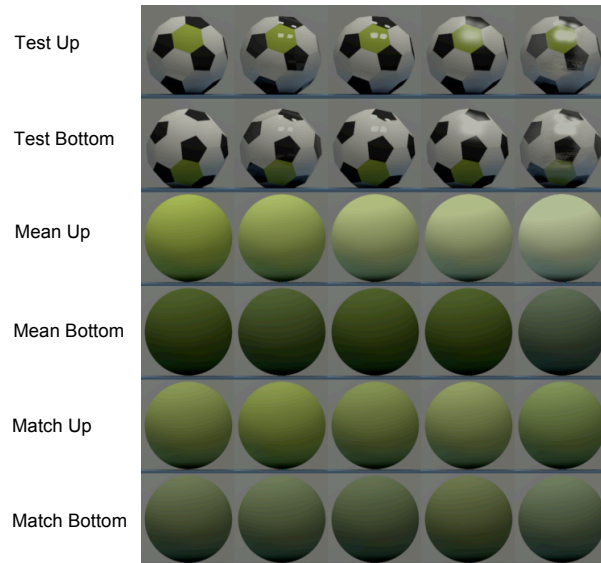 Test Up
Test Bottom
Mean Up
Mean Bottom
Match Up
Match Bottom